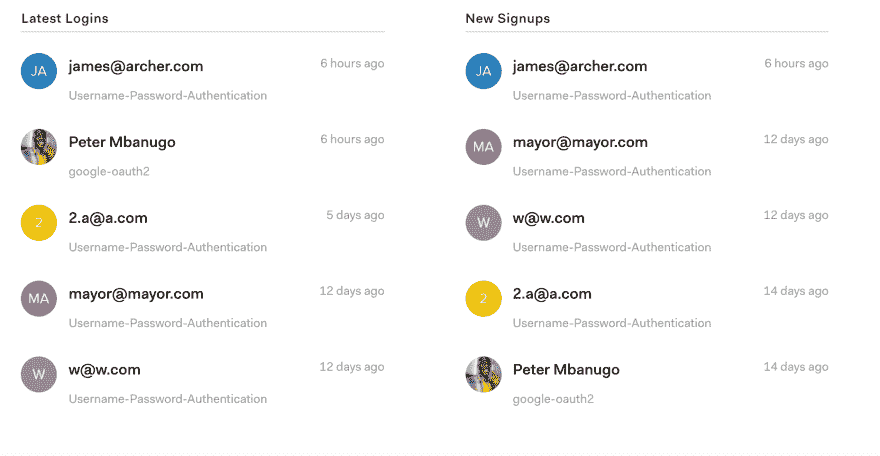 Latest Logins
JA
james@archer.com
6 hours ago
Username-Password-Authentication
Peter Mbanugo
6 hours ago
google-oauth2
2
2.a@a.com
5 days ago
Username-Password-Authentication
MA
mayor@mayor.com
12 days ago
Username-Password-Authentication
W
w@w.com
12 days ago
Username-Password-Authentication
New Signups
JA
james@archer.com
6 hours ago
Username-Password-Authentication
MA
mayor@mayor.com
12 days ago
Username-Password-Authentication
W
w@w.com
12 days ago
Username-Password-Authentication
2
2.a@a.com
14 days ago
Username-Password-Authentication
Peter Mbanugo
14 days ago
google-oauth2